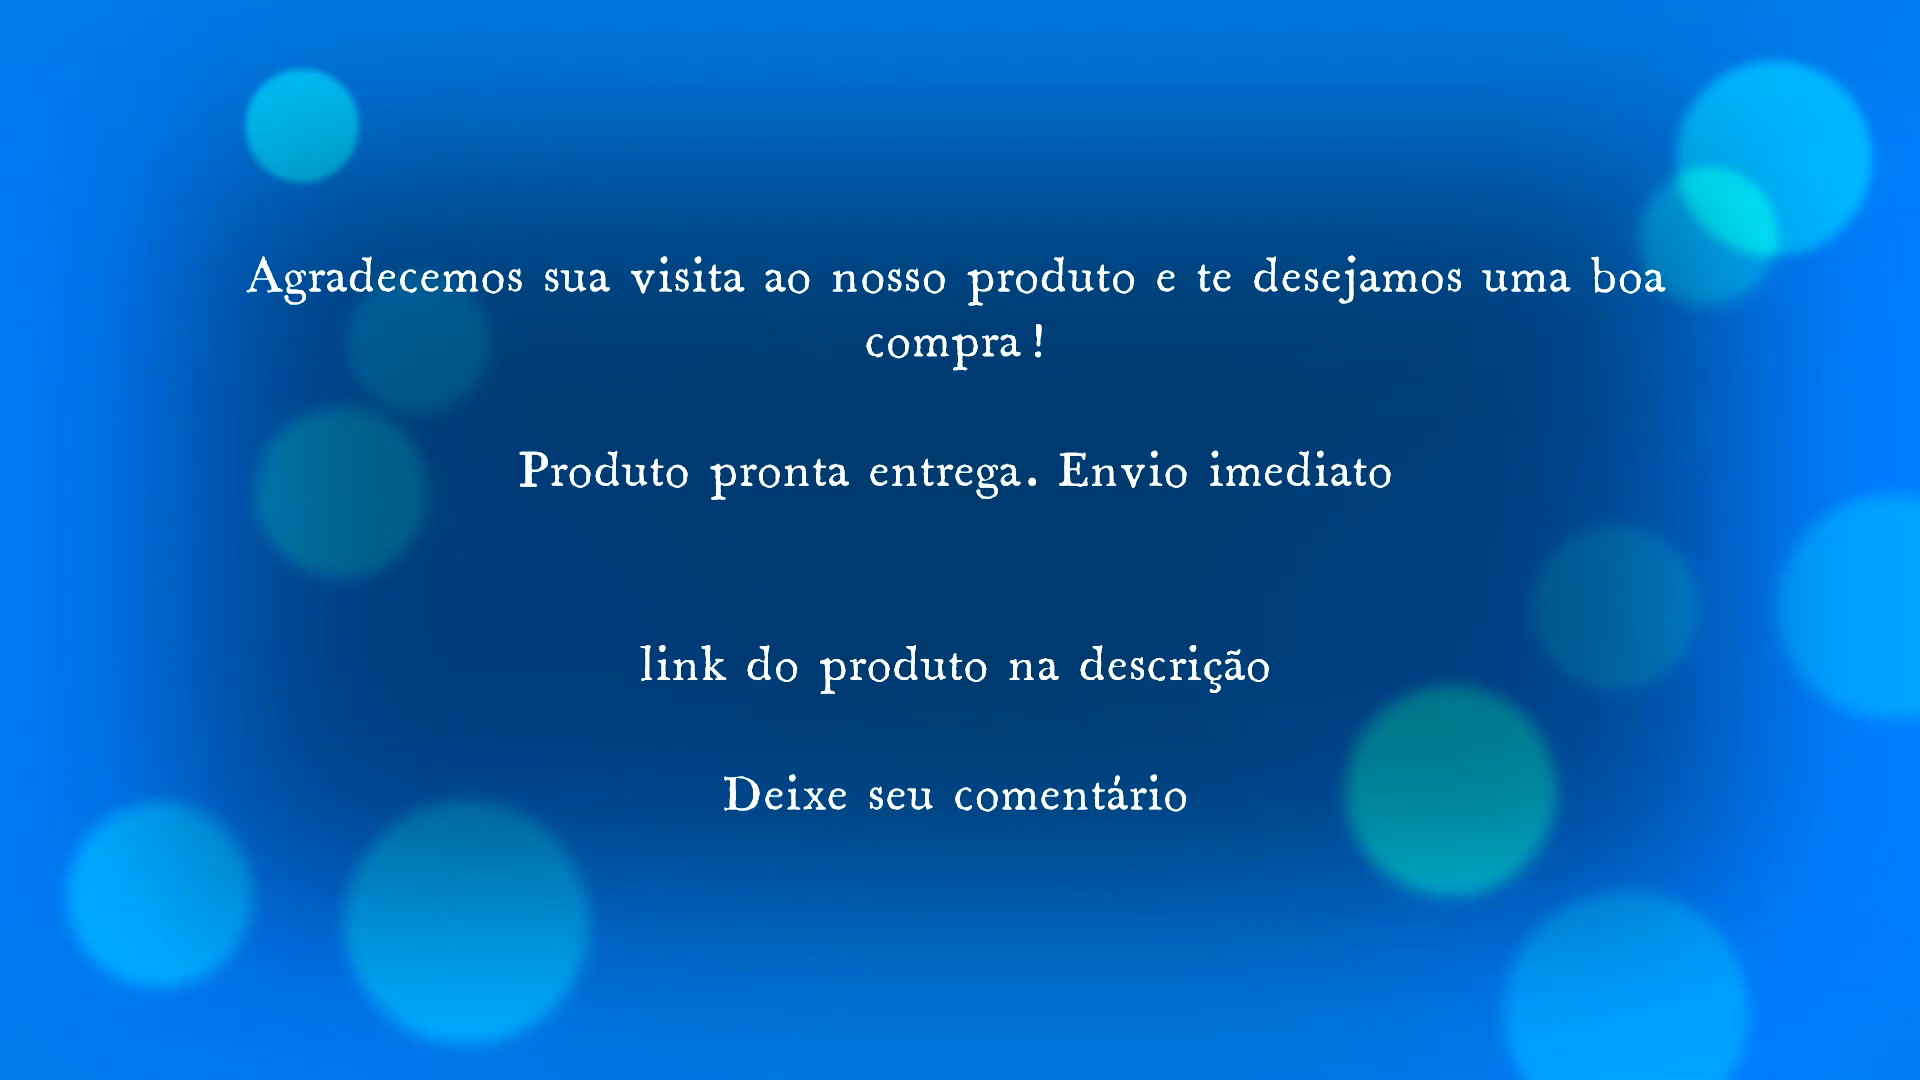 Agradecemos sua visita ao nosso produto e te desejamos uma boa
compra !
Produto pronta entrega. Envio imediato
link do produto na descrição
Deixe seu comentário